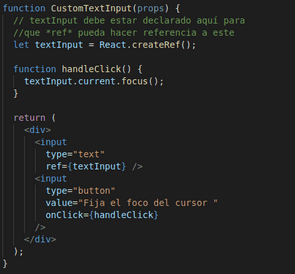 function CustomTextInput(props) {
  // textInput debe estar declarado aquí para
  //que *ref* pueda hacer referencia a este
  let textInput = React.createRef();

  function handleClick() {
    textInput.current.focus();
  }

  return (
    <div>
      <input
        type="text"
        ref={textInput} />
      <input
        type="button"
        value="Fija el foco del cursor "
        onClick={handleClick}
      />
    </div>
  );
}